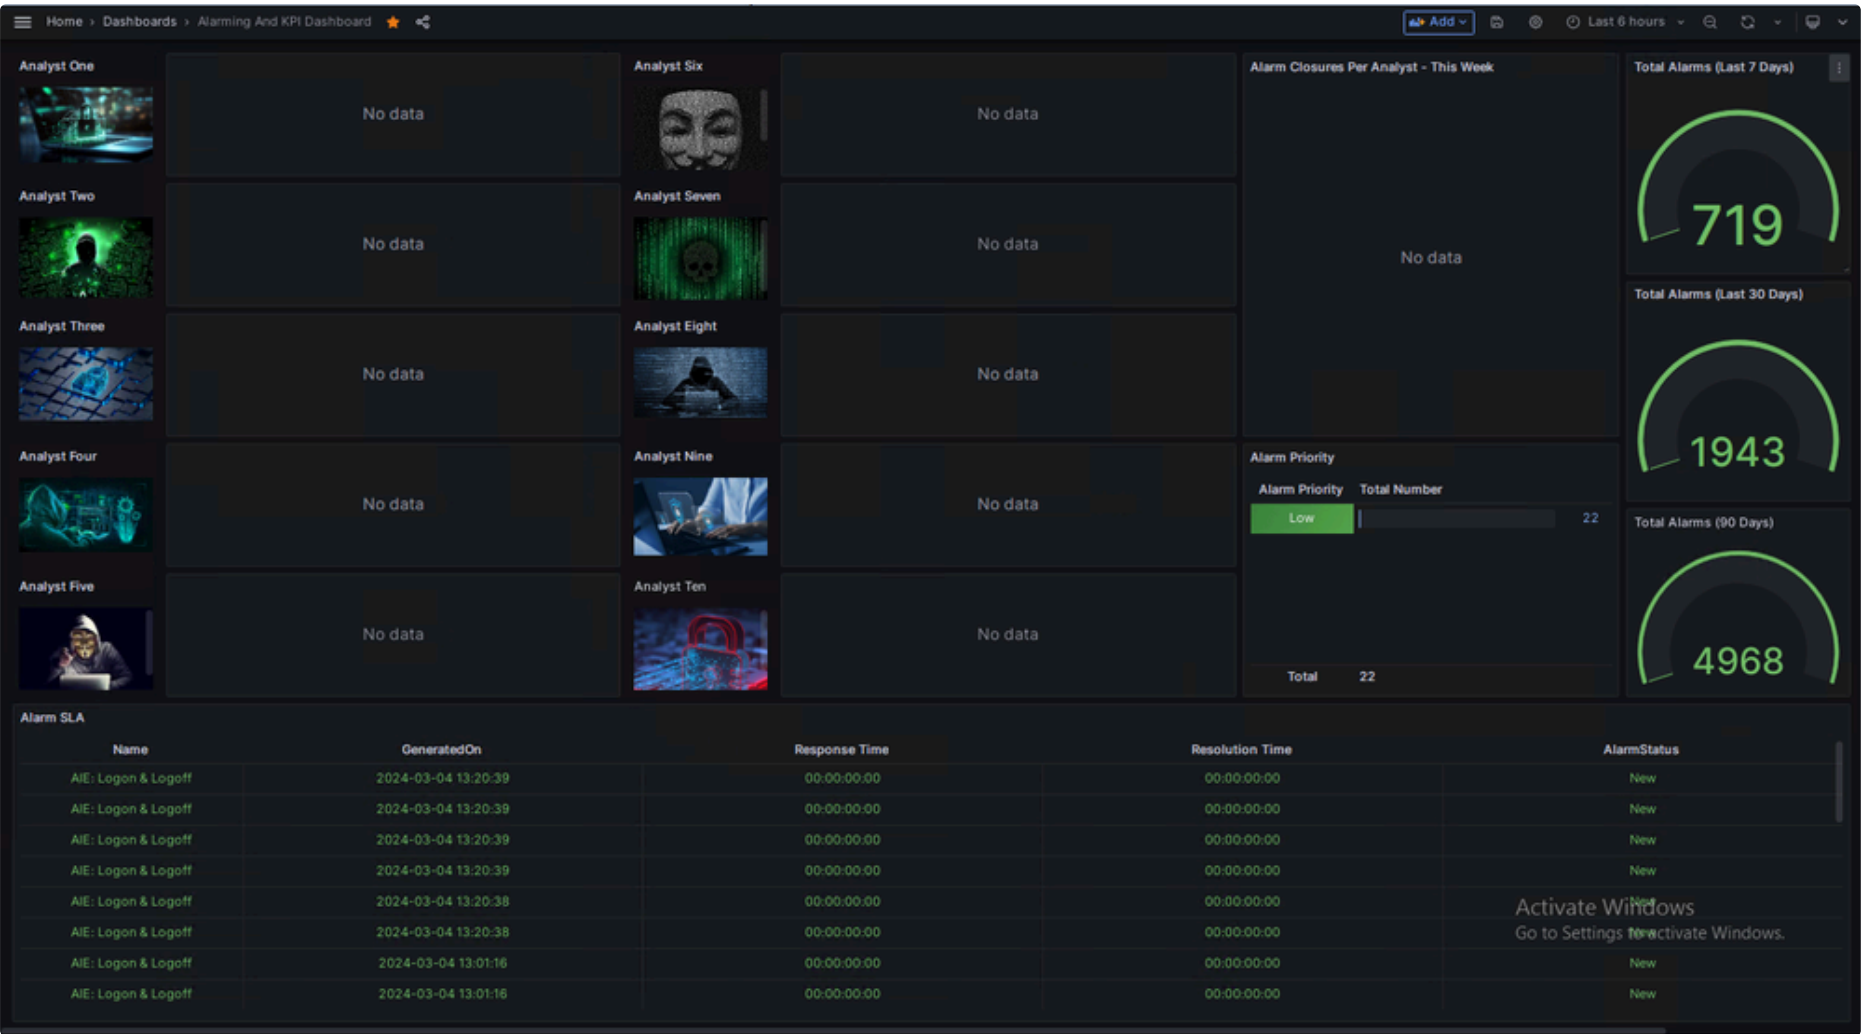 Home › Dashboards › Alarming And KPI Dashboard
Add
Last 6 hours
Analyst One
No data
Analyst Two
No data
Analyst Three
No data
Analyst Four
No data
Analyst Five
No data
Analyst Six
No data
Analyst Seven
No data
Analyst Eight
No data
Analyst Nine
No data
Analyst Ten
No data
Alarm Closures Per Analyst - This Week
No data
Alarm Priority
Alarm Priority Total Number
Low 22
Total 22
Total Alarms (Last 7 Days)
719
Total Alarms (Last 30 Days)
1943
Total Alarms (90 Days)
4968
Alarm SLA
Name GeneratedOn Response Time Resolution Time AlarmStatus
AIE: Logon & Logoff 2024-03-04 13:20:39 00:00:00:00 00:00:00:00 New
AIE: Logon & Logoff 2024-03-04 13:20:39 00:00:00:00 00:00:00:00 New
AIE: Logon & Logoff 2024-03-04 13:20:39 00:00:00:00 00:00:00:00 New
AIE: Logon & Logoff 2024-03-04 13:20:39 00:00:00:00 00:00:00:00 New
AIE: Logon & Logoff 2024-03-04 13:20:38 00:00:00:00 00:00:00:00 New
AIE: Logon & Logoff 2024-03-04 13:20:38 00:00:00:00 00:00:00:00 New
AIE: Logon & Logoff 2024-03-04 13:01:16 00:00:00:00 00:00:00:00 New
AIE: Logon & Logoff 2024-03-04 13:01:16 00:00:00:00 00:00:00:00 New
Activate Windows
Go to Settings to activate Windows.